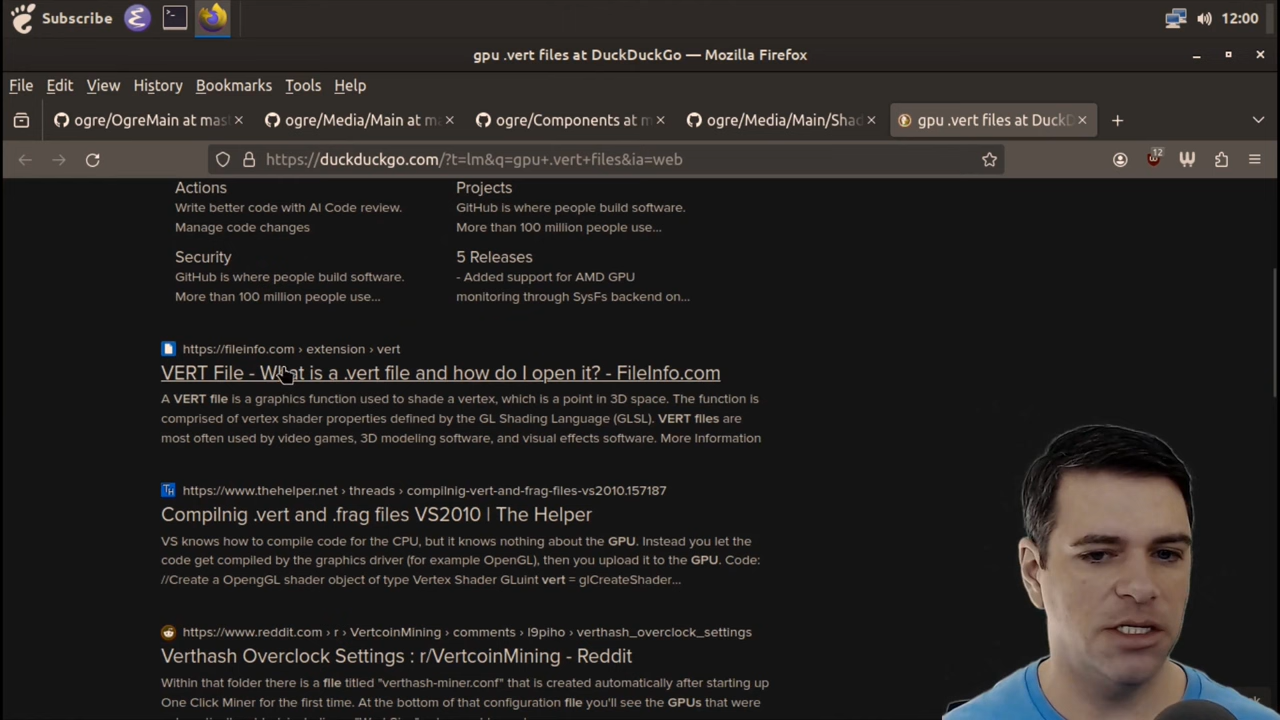 Subscribe
12:00
gpu .vert files at DuckDuckGo — Mozilla Firefox
File Edit View History Bookmarks Tools Help
ogre/OgreMain at mas
ogre/Media/Main at ma
ogre/Components at m
ogre/Media/Main/Shad
gpu .vert files at DuckD
https://duckduckgo.com/?t=lm&q=gpu+.vert+files&ia=web
12
Actions
Write better code with AI Code review.
Manage code changes
Projects
GitHub is where people build software.
More than 100 million people use...
Security
GitHub is where people build software.
More than 100 million people use...
5 Releases
- Added support for AMD GPU
monitoring through SysFs backend on...
https://fileinfo.com › extension › vert
VERT File - What is a .vert file and how do I open it? - FileInfo.com
A VERT file is a graphics function used to shade a vertex, which is a point in 3D space. The function is
comprised of vertex shader properties defined by the GL Shading Language (GLSL). VERT files are
most often used by video games, 3D modeling software, and visual effects software. More Information
TH
https://www.thehelper.net › threads › compilnig-vert-and-frag-files-vs2010.157187
Compilnig .vert and .frag files VS2010 | The Helper
VS knows how to compile code for the CPU, but it knows nothing about the GPU. Instead you let the
code get compiled by the graphics driver (for example OpenGL), then you upload it to the GPU. Code:
//Create a OpengGL shader object of type Vertex Shader GLuint vert = glCreateShader...
https://www.reddit.com › r › VertcoinMining › comments › l9piho › verthash_overclock_settings
Verthash Overclock Settings : r/VertcoinMining - Reddit
Within that folder there is a file titled "verthash-miner.conf" that is created automatically after starting up
One Click Miner for the first time. At the bottom of that configuration file you'll see the GPUs that were